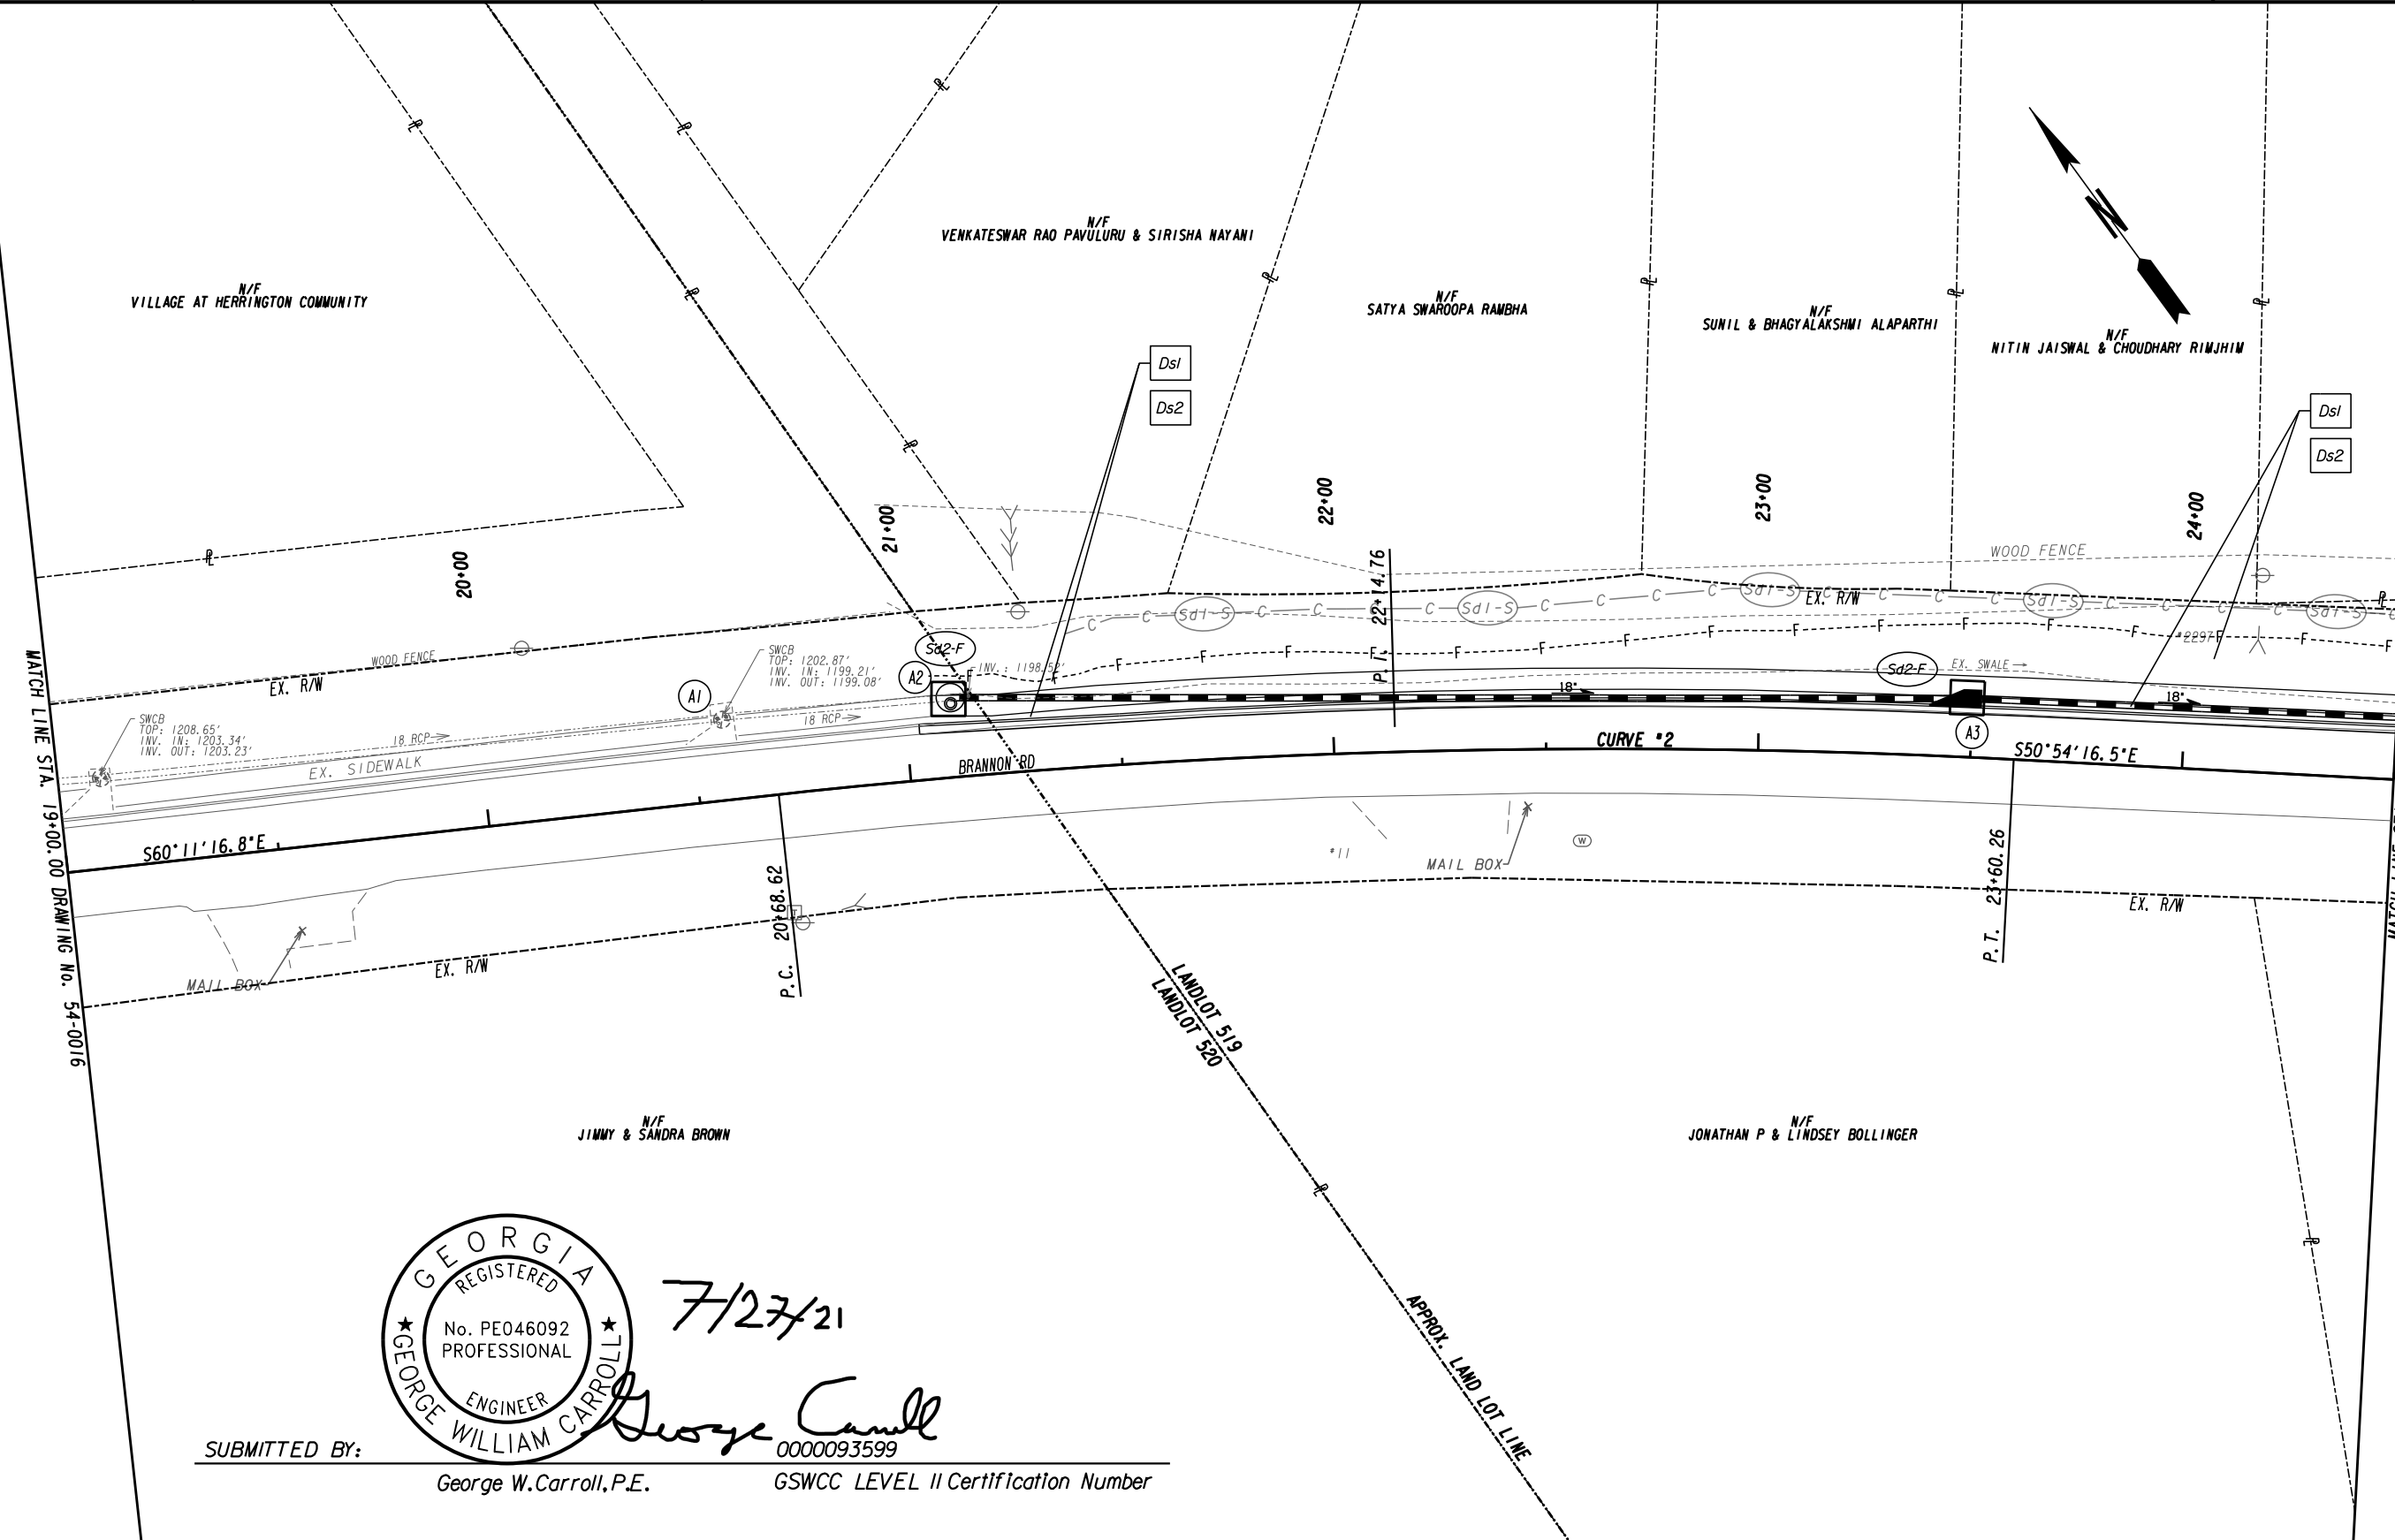 N/F
VENKATESWAR RAO PAVULURU & SIRISHA NAYANI
N/F
VILLAGE AT HERRINGTON COMMUNITY
N/F
SATYA SWAROOPA RAMBHA
N/F
SUNIL & BHAGYALAKSHMI ALAPARTHI
N/F
NITIN JAISWAL & CHOUDHARY RIMJHIM
N
Ds1
Ds2
Ds1
Ds2
20+00
21+00
22+00
23+00
24+00
P.I. 22+14.76
WOOD FENCE
WOOD FENCE
EX. R/W
EX. R/W
Sd1-S
Sd1-S
Sd1-S
Sd1-S
Sd1-S
C C C C C C C C C C C C C C C C
F F F F F F F F F F F F F F F F F
Sd2-F
Sd2-F
EX. SWALE
SWCB
TOP: 1202.87'
INV. IN: 1199.21'
INV. OUT: 1199.08'
INV.: 1198.52'
A1
A2
A3
18"
18"
SWCB
TOP: 1208.65'
INV. IN: 1203.34'
INV. OUT: 1203.23'
18 RCP
18 RCP
EX. SIDEWALK
BRANNON RD
CURVE #2
S50°54'16.5"E
S60°11'16.8"E
MATCH LINE STA. 19+00.00 DRAWING No. 54-0016
P.C. 20+68.62
P.T. 23+60.26
#11
MAIL BOX
W
T
MAIL BOX
EX. R/W
EX. R/W
LANDLOT 519
LANDLOT 520
N/F
JIMMY & SANDRA BROWN
N/F
JONATHAN P & LINDSEY BOLLINGER
APPROX. LAND LOT LINE
GEORGIA
REGISTERED
No. PE046092
PROFESSIONAL
ENGINEER
GEORGE WILLIAM CARROLL
7/27/21
George Carroll
SUBMITTED BY:
0000093599
George W.Carroll,P.E.
GSWCC LEVEL II Certification Number